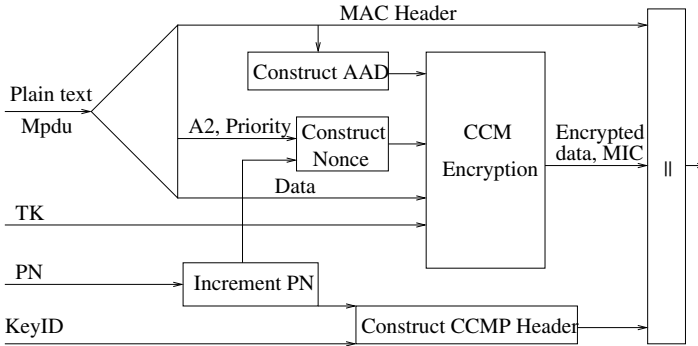 MAC Header
Construct AAD
Plain text
Mpdu
A2, Priority
Construct
Nonce
CCM
Encryption
Encrypted
data, MIC
||
Data
TK
PN
Increment PN
KeyID
Construct CCMP Header